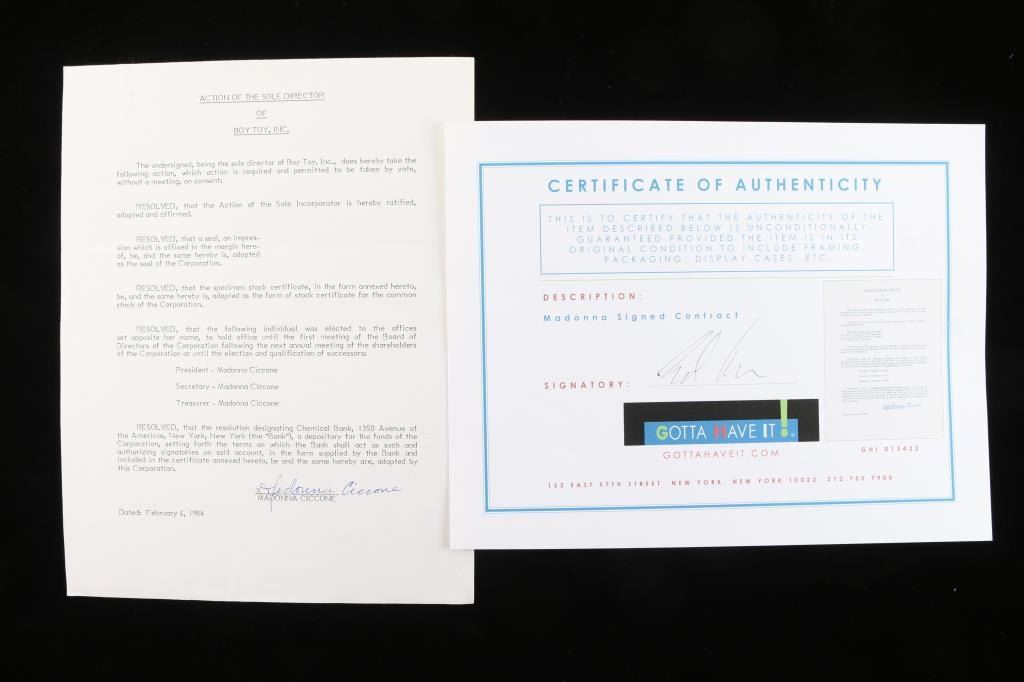 ACTION OF THE SOLE DIRECTOR
OF
BOY TOY, INC.
The undersigned, being the sole director of Boy Toy, Inc., does hereby take the
following action, which action is required and permitted to be taken by vote,
without a meeting, on consent:
RESOLVED, that the Action of the Sole Incorporator is hereby ratified,
adopted and affirmed.
RESOLVED, that a seal, an impres-
sion which is affixed in the margin here-
of, be, and the same hereby is, adopted
as the seal of the Corporation.
RESOLVED, that the specimen stock certificate, in the form annexed hereto,
be, and the same hereby is, adopted as the form of stock certificate for the common
stock of the Corporation.
RESOLVED, that the following individual was elected to the offices
set opposite her name, to hold office until the first meeting of the Board of
Directors of the Corporation following the next annual meeting of the shareholders
of the Corporation or until the election and qualification of successors:
President - Madonna Ciccone
Secretary - Madonna Ciccone
Treasurer - Madonna Ciccone
RESOLVED, that the resolution designating Chemical Bank, 1350 Avenue of
the Americas, New York, New York (the "Bank"), a depository for the funds of the
Corporation, setting forth the terms on which the Bank shall act as such and
authorizing signatories on said account, in the form supplied by the Bank and
included in the certificate annexed hereto, be and the same hereby are, adopted by
this Corporation.
Madonna Ciccone
MADONNA CICCONE
Dated: February 6, 1984
CERTIFICATE OF AUTHENTICITY
THIS IS TO CERTIFY THAT THE AUTHENTICITY OF THE
ITEM DESCRIBED BELOW IS UNCONDITIONALLY
GUARANTEED PROVIDED THE ITEM IS IN ITS
ORIGINAL CONDITION TO INCLUDE FRAMING,
PACKAGING, DISPLAY CASES, ETC.
DESCRIPTION:
Madonna Signed Contract
SIGNATORY:
GOTTA HAVE IT!
GOTTAHAVEIT.COM
GHI 013422
153 EAST 57TH STREET NEW YORK, NEW YORK 10022 212.750.7900